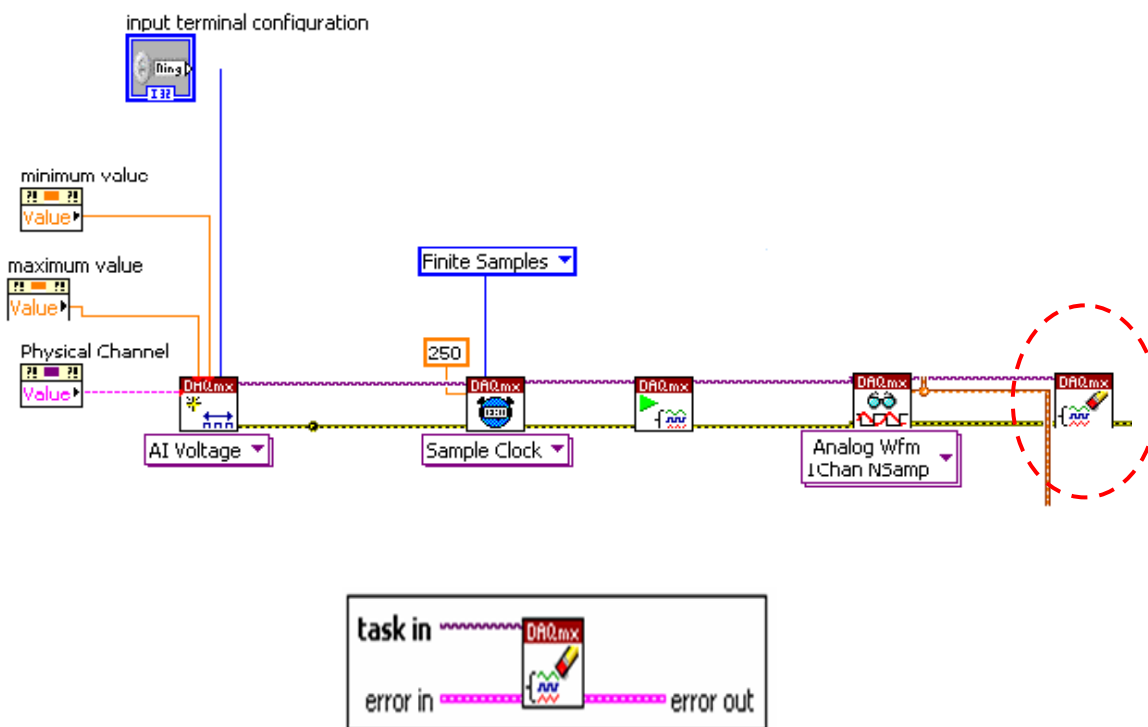 input terminal configuration
Ring
I32
minimum value
Value
maximum value
Value
Physical Channel
Value
Finite Samples
250
DAQmx
DAQmx
DAQmx
DAQmx
DAQmx
AI Voltage
Sample Clock
Analog Wfm
1Chan NSamp
task in
DAQmx
error in
error out